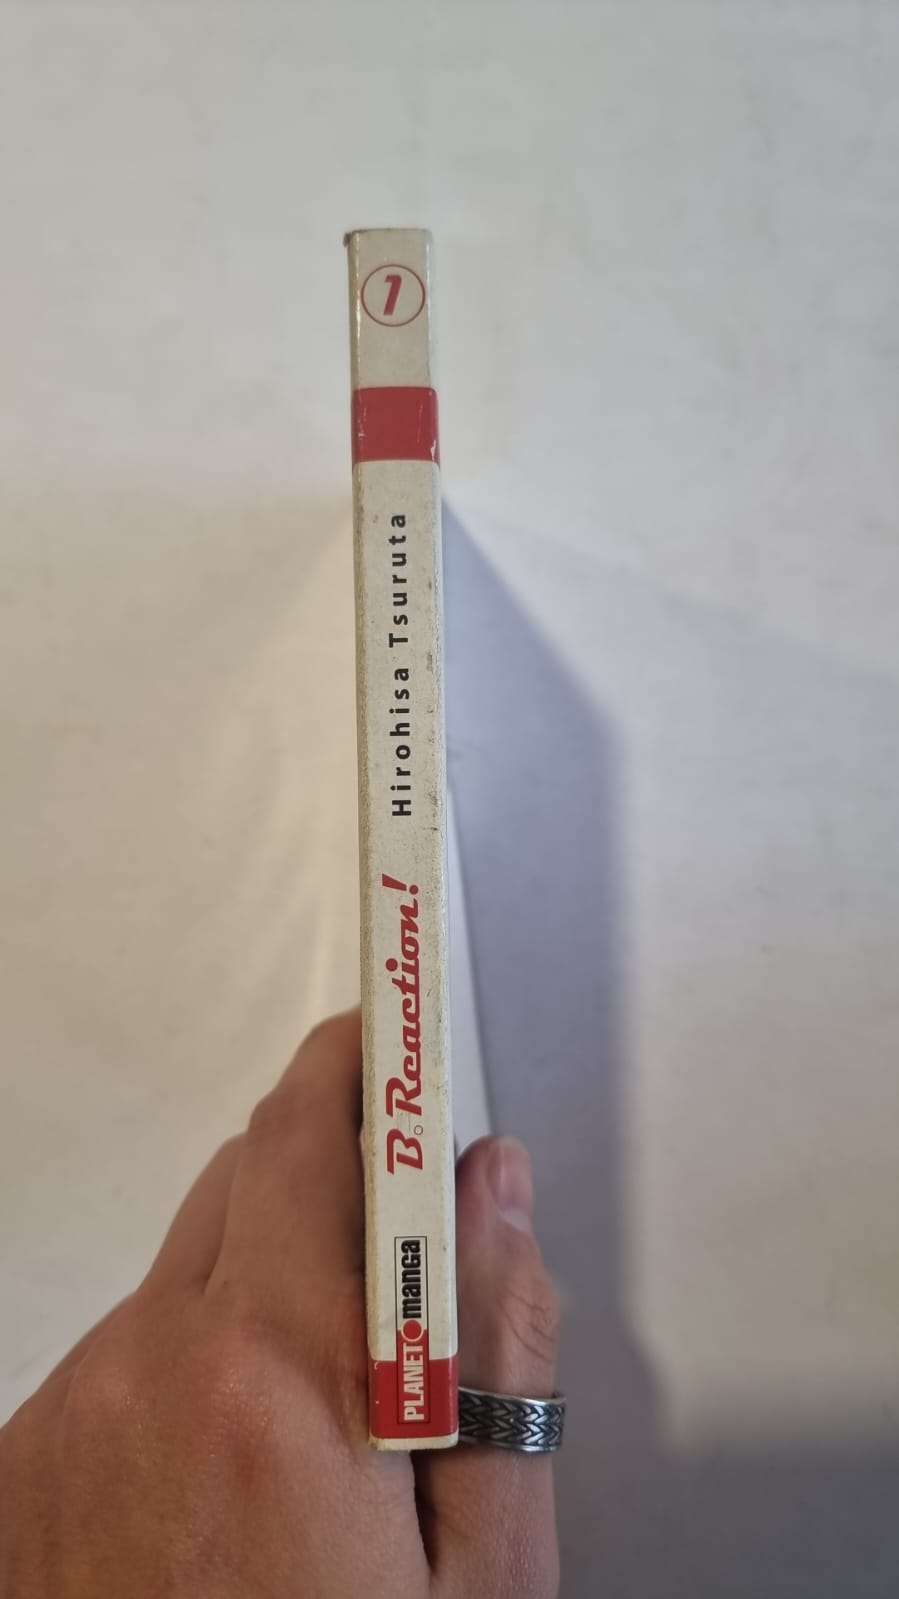 1
Hirohisa Tsuruta
B. Reaction!
PLANET manga